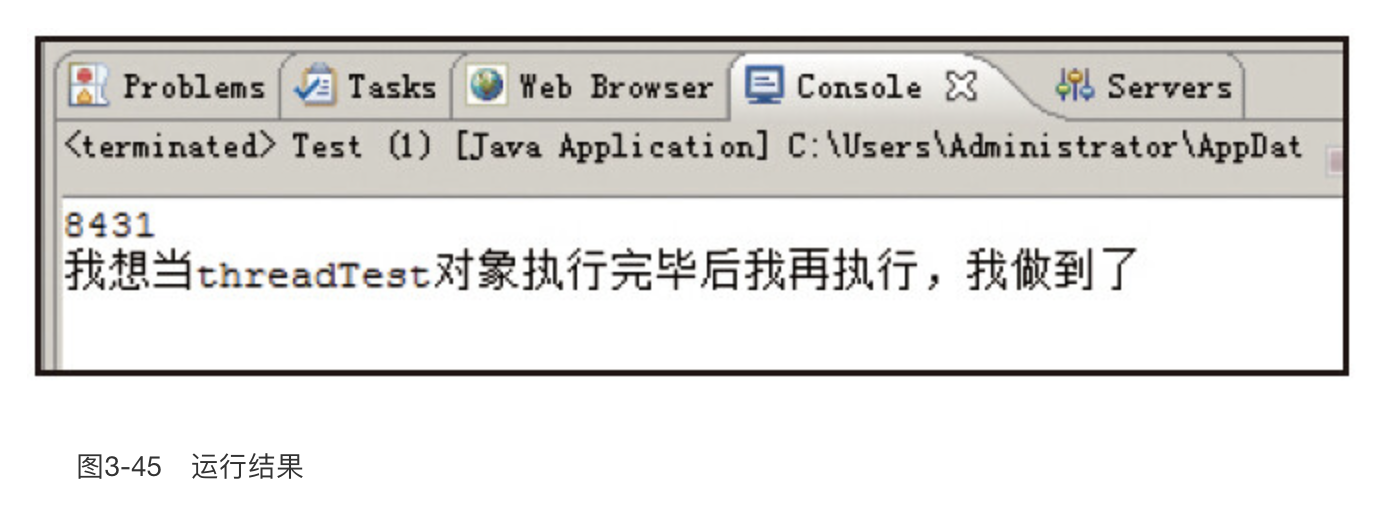 Problems Tasks Web Browser Console Servers
<terminated> Test (1) [Java Application] C:\Users\Administrator\AppDat
8431
我想当threadTest对象执行完毕后我再执行，我做到了
图3-45 运行结果